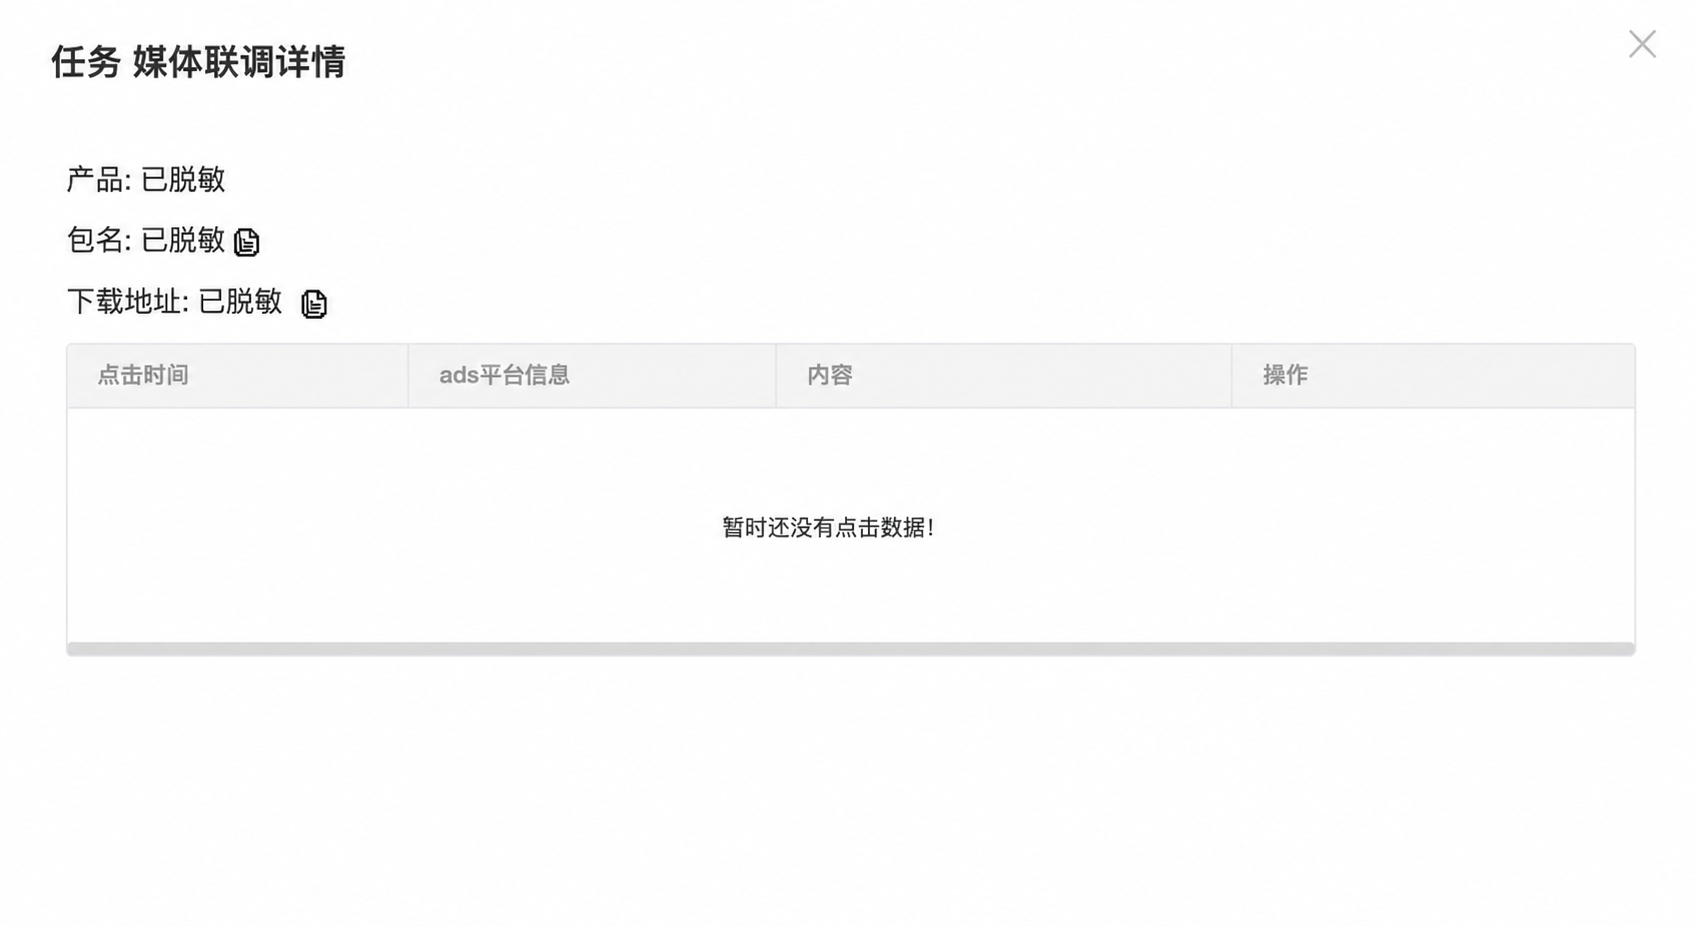 任务 媒体联调详情
产品: 已脱敏
包名: 已脱敏
下载地址: 已脱敏
点击时间 ads平台信息 内容 操作
暂时还没有点击数据!